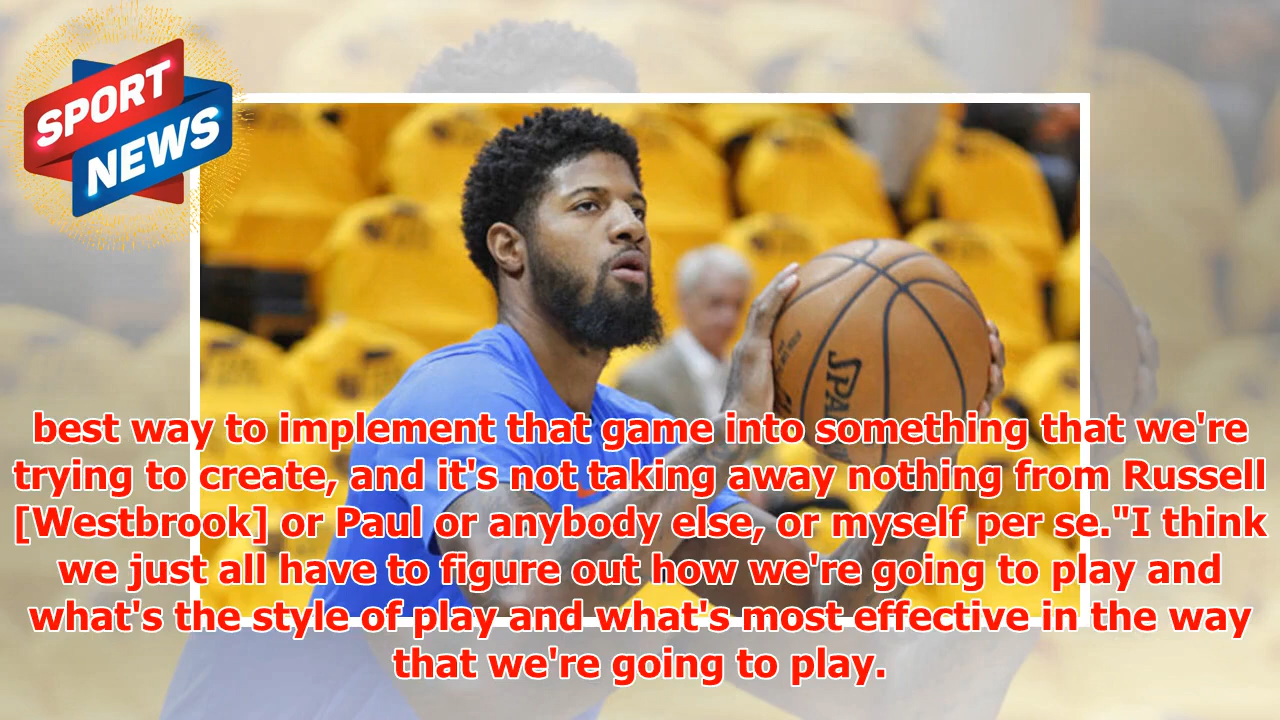 SPORT
NEWS
SPA
best way to implement that game into something that we're
trying to create, and it's not taking away nothing from Russell
[Westbrook] or Paul or anybody else, or myself per se."I think
we just all have to figure out how we're going to play and
what's the style of play and what's most effective in the way
that we're going to play.